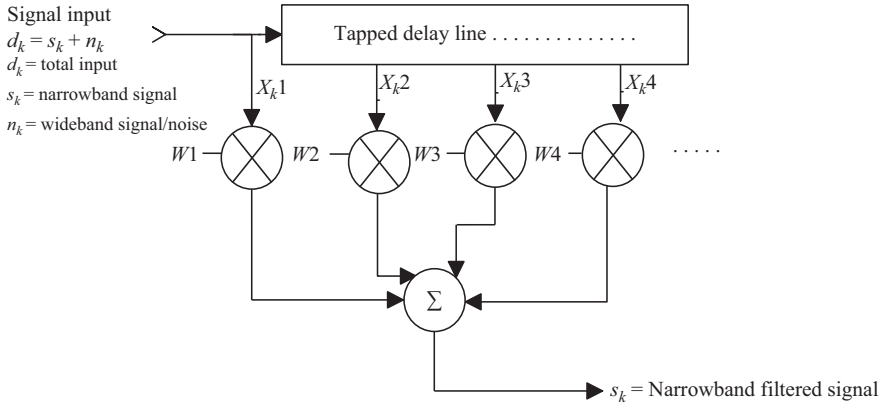 Signal input
d_k = s_k + n_k
d_k = total input
s_k = narrowband signal
n_k = wideband signal/noise
Tapped delay line . . . . . . . . . . . . . .
X_k1
X_k2
X_k3
X_k4
W1
W2
W3
W4
. . . . .
Σ
s_k = Narrowband filtered signal